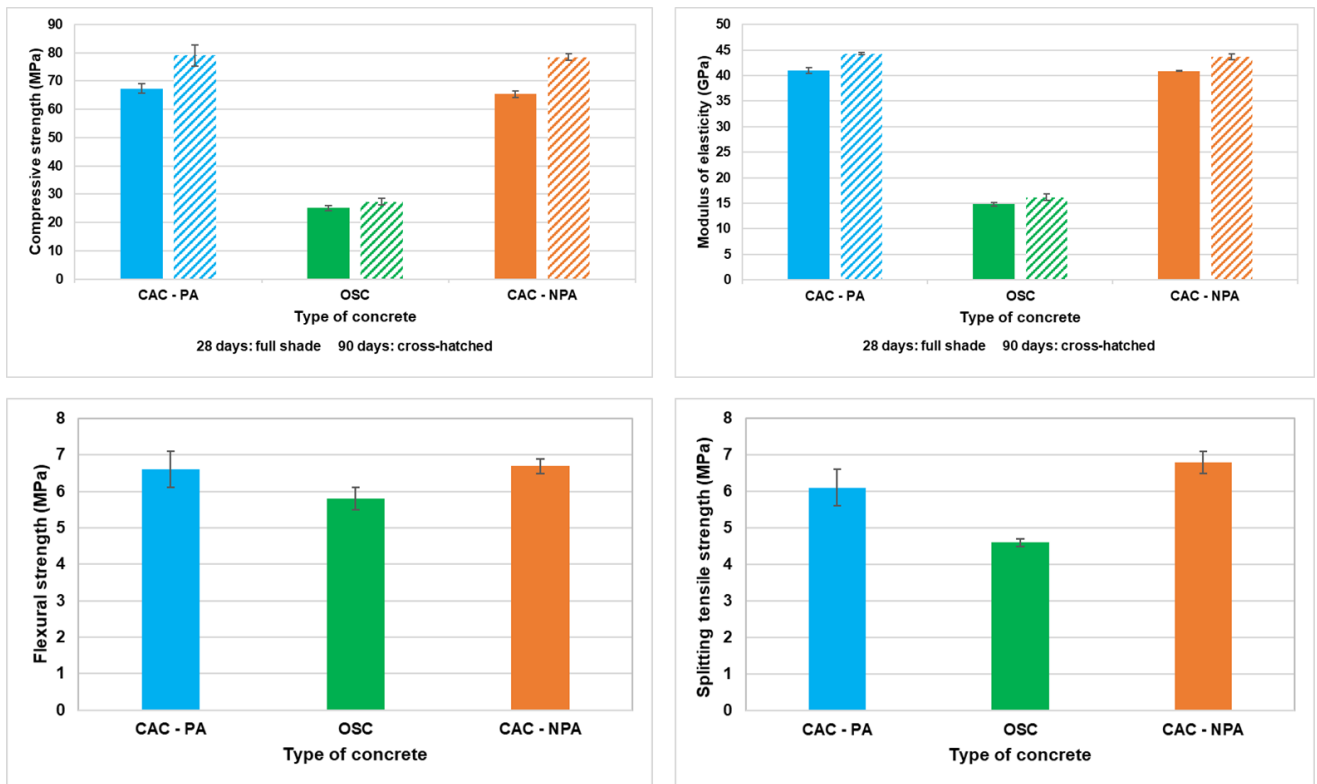 Compressive strength (MPa)
90
80
70
60
50
40
30
20
10
0
CAC - PA OSC CAC - NPA
Type of concrete
28 days: full shade 90 days: cross-hatched
Modulus of elasticity (GPa)
50
45
40
35
30
25
20
15
10
5
0
CAC - PA OSC CAC - NPA
Type of concrete
28 days: full shade 90 days: cross-hatched
Flexural strength (MPa)
8
7
6
5
4
3
2
1
0
CAC - PA OSC CAC - NPA
Type of concrete
Splitting tensile strength (MPa)
8
7
6
5
4
3
2
1
0
CAC - PA OSC CAC - NPA
Type of concrete